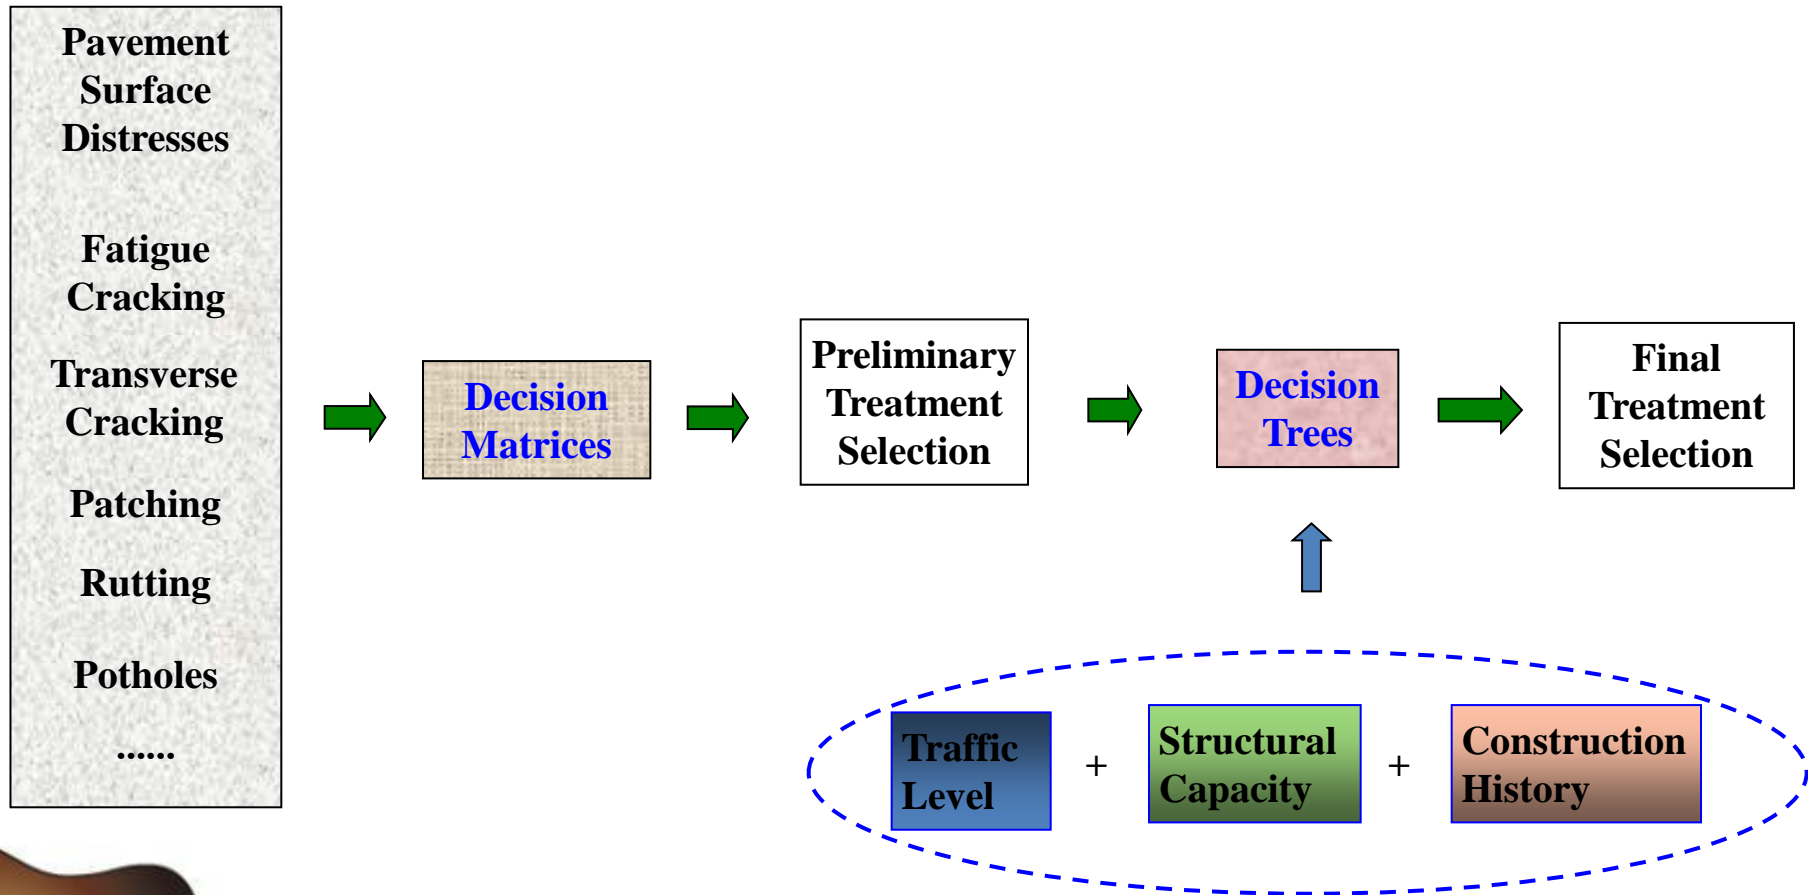 Pavement
Surface
Distresses
Fatigue
Cracking
Transverse
Cracking
Patching
Rutting
Potholes
......
Decision
Matrices
Preliminary
Treatment
Selection
Decision
Trees
Final
Treatment
Selection
Traffic
Level
+
Structural
Capacity
+
Construction
History